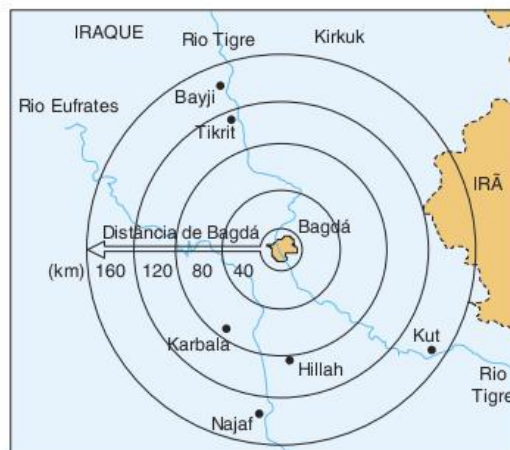 IRAQUE
Rio Tigre
Kirkuk
Bayji
Rio Eufrates
Tikrit
IRÃ
Distância de Bagdá
Bagdá
(km) 160 120 80 40
Karbala
Kut
Hillah
Rio
Tigre
Najaf